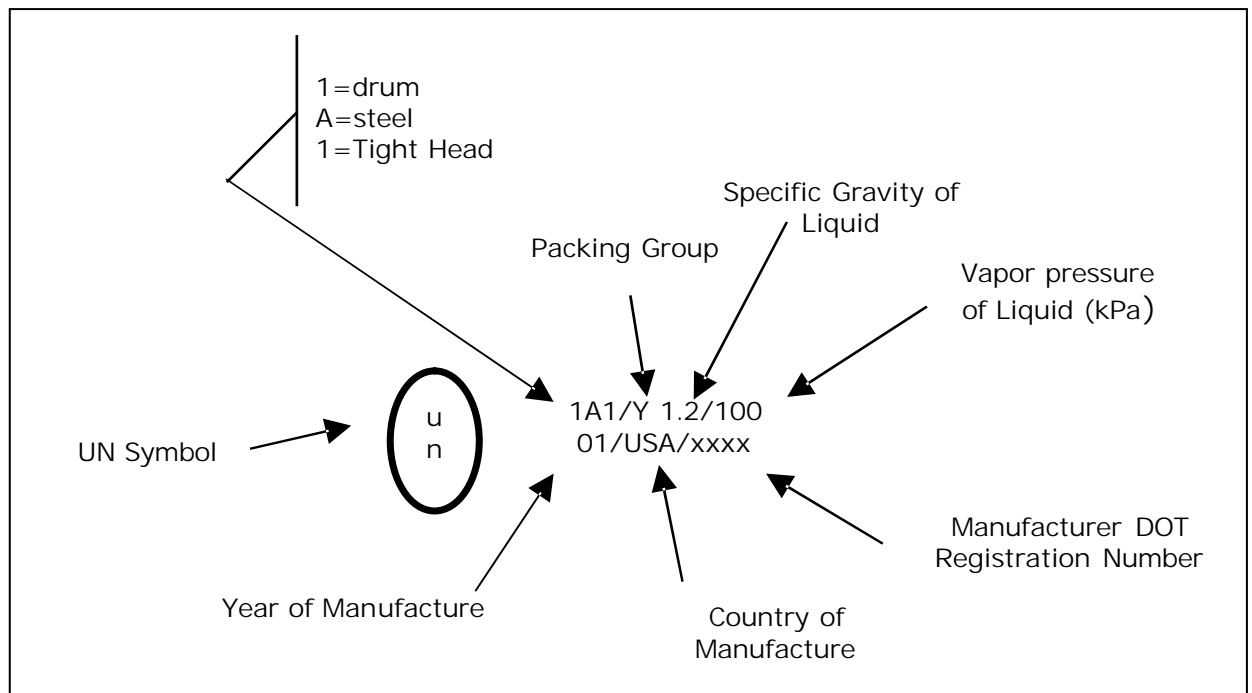 1=drum
A=steel
1=Tight Head
Specific Gravity of
Liquid
Packing Group
Vapor pressure
of Liquid (kPa)
u
n
1A1/Y 1.2/100
01/USA/xxxx
UN Symbol
Manufacturer DOT
Registration Number
Year of Manufacture
Country of
Manufacture